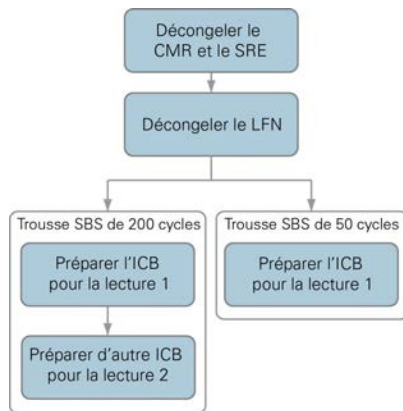 Décongeler le
CMR et le SRE
Décongeler le LFN
Trousse SBS de 200 cycles
Préparer l'ICB
pour la lecture 1
Préparer d'autre ICB
pour la lecture 2
Trousse SBS de 50 cycles
Préparer l'ICB
pour la lecture 1